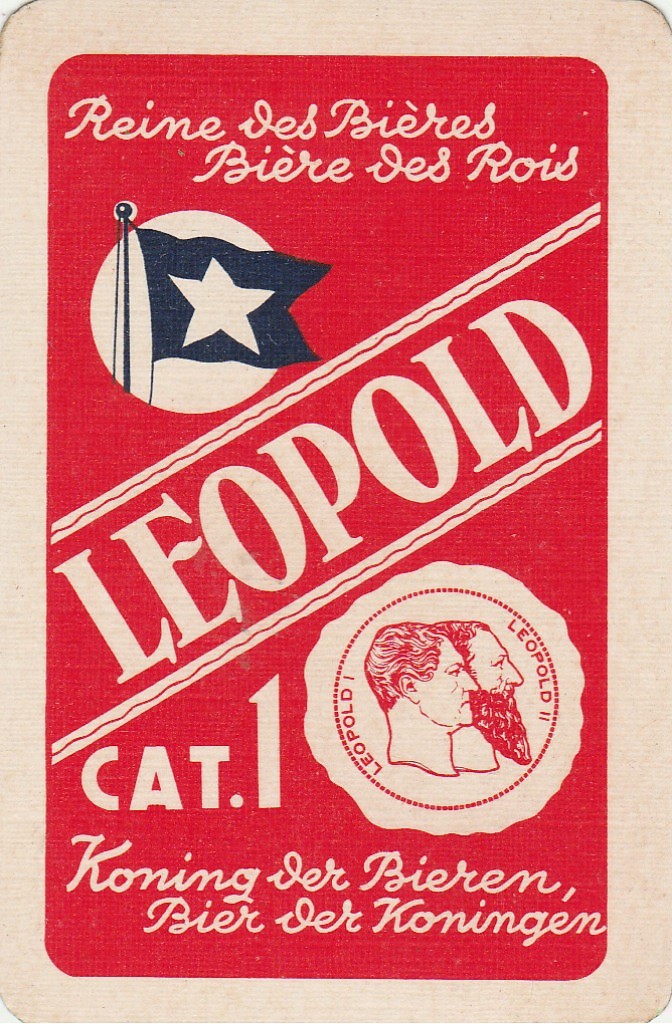 Reine des Bières
Bière des Rois
LEOPOLD
LEOPOLD I
LEOPOLD II
CAT.1
Koning der Bieren,
Bier der Koningen